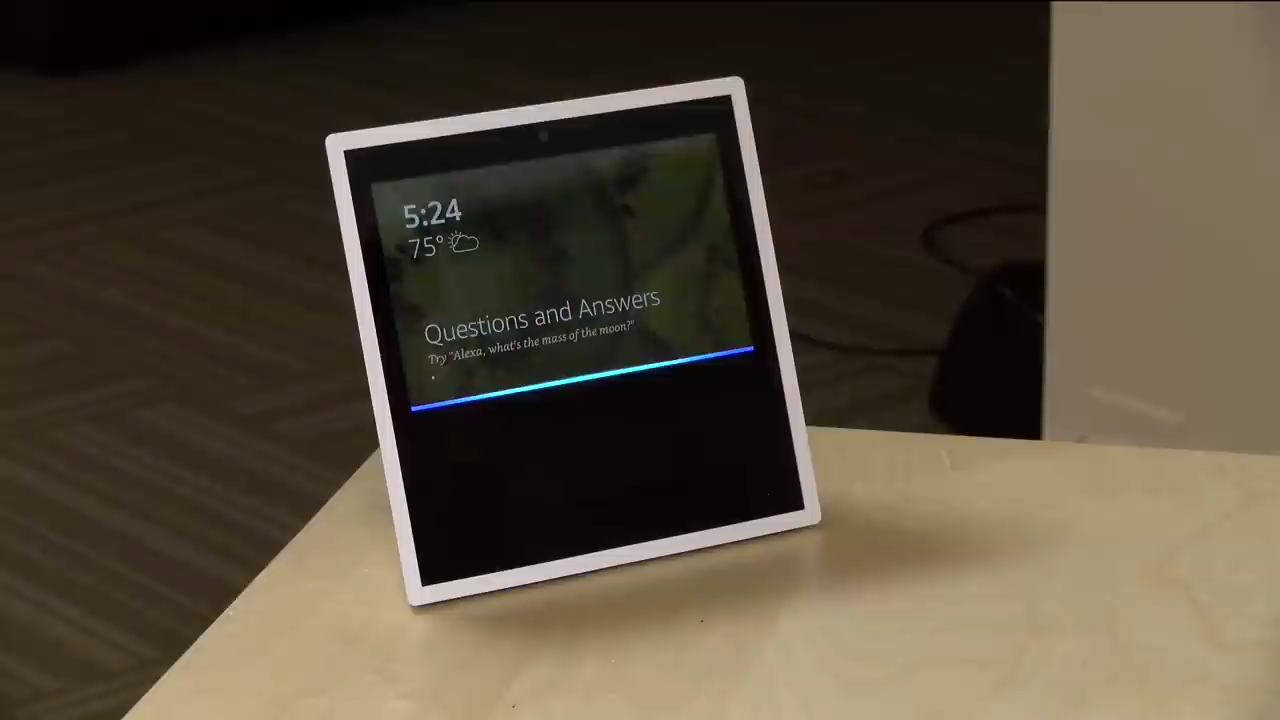 5:24
75°
Questions and Answers
Try "Alexa, what's the mass of the moon?"